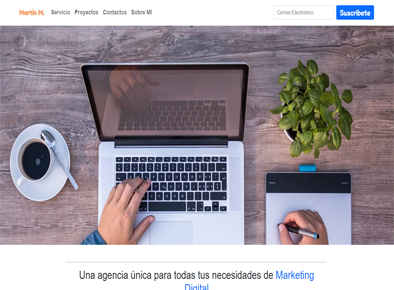 Martin M. Servicio Proyectos Contactos Sobre Mi Correo Electronico Suscribete
Una agencia única para todas tus necesidades de Marketing
Digital